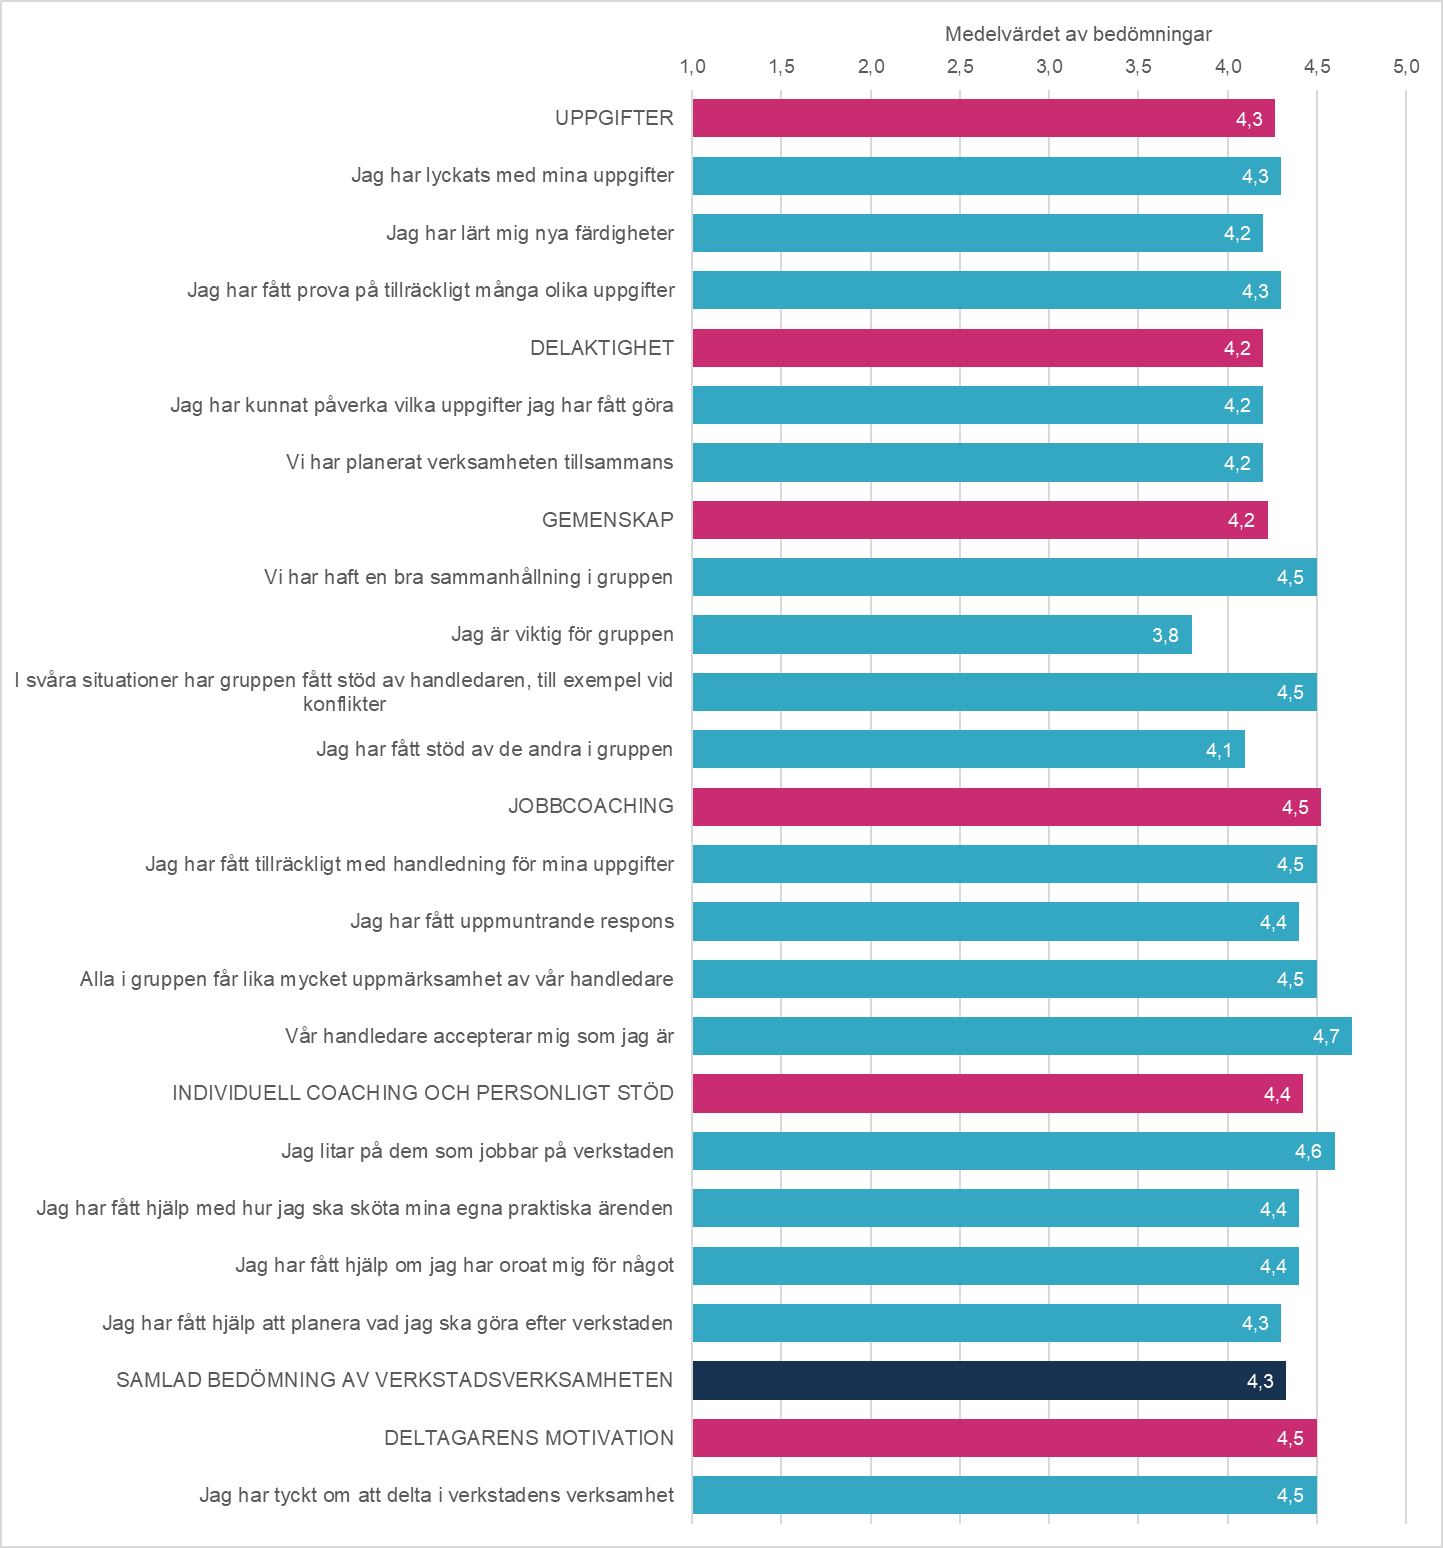 Medelvärdet av bedömningar
1,0 1,5 2,0 2,5 3,0 3,5 4,0 4,5 5,0
UPPGIFTER 4,3
Jag har lyckats med mina uppgifter 4,3
Jag har lärt mig nya färdigheter 4,2
Jag har fått prova på tillräckligt många olika uppgifter 4,3
DELAKTIGHET 4,2
Jag har kunnat påverka vilka uppgifter jag har fått göra 4,2
Vi har planerat verksamheten tillsammans 4,2
GEMENSKAP 4,2
Vi har haft en bra sammanhållning i gruppen 4,5
Jag är viktig för gruppen 3,8
I svåra situationer har gruppen fått stöd av handledaren, till exempel vid
konflikter 4,5
Jag har fått stöd av de andra i gruppen 4,1
JOBBCOACHING 4,5
Jag har fått tillräckligt med handledning för mina uppgifter 4,5
Jag har fått uppmuntrande respons 4,4
Alla i gruppen får lika mycket uppmärksamhet av vår handledare 4,5
Vår handledare accepterar mig som jag är 4,7
INDIVIDUELL COACHING OCH PERSONLIGT STÖD 4,4
Jag litar på dem som jobbar på verkstaden 4,6
Jag har fått hjälp med hur jag ska sköta mina egna praktiska ärenden 4,4
Jag har fått hjälp om jag har oroat mig för något 4,4
Jag har fått hjälp att planera vad jag ska göra efter verkstaden 4,3
SAMLAD BEDÖMNING AV VERKSTADSVERKSAMHETEN 4,3
DELTAGARENS MOTIVATION 4,5
Jag har tyckt om att delta i verkstadens verksamhet 4,5